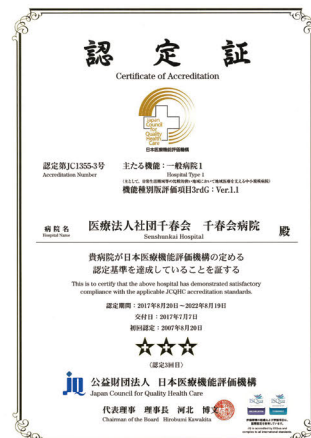 認定証
Certificate of Accreditation
Japan
Council
for
Quality
Health
Care
日本医療機能評価機構
認定第JC1355-3号
Accreditation Number
主たる機能：一般病院1
Hospital Type 1
機能種別版評価項目3rdG：Ver.1.1
病院名
Hospital Name
医療法人社団千春会 千春会病院 殿
Senshunkai Hospital
貴病院が日本医療機能評価機構の定める
認定基準を達成していることを証する
This is to certify that the above hospital has demonstrated satisfactory
compliance with the applicable JCQHC accreditation standards.
認定期間：2017年8月20日～2022年8月19日
交付日：2017年7月7日
初回認定：2007年8月20日
（認定3回目）
jq 公益財団法人 日本医療機能評価機構
Japan Council for Quality Health Care
代表理事 理事長 河北 博文
Chairman of the Board Hirobumi Kawakita